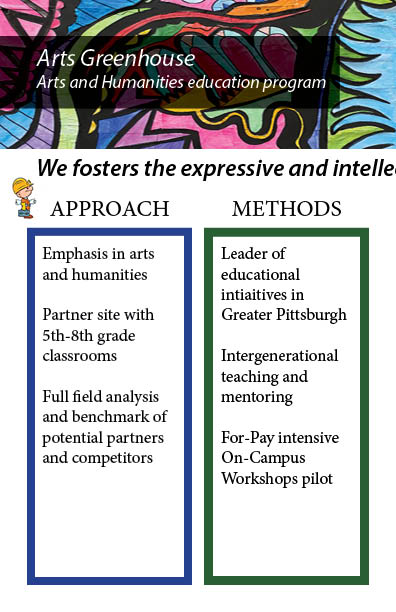 Arts Greenhouse
Arts and Humanities education program
We fosters the expressive and intelle
APPROACH
Emphasis in arts
and humanities
Partner site with
5th-8th grade
classrooms
Full field analysis
and benchmark of
potential partners
and competitors
METHODS
Leader of
educational
intiaitives in
Greater Pittsburgh
Intergenerational
teaching and
mentoring
For-Pay intensive
On-Campus
Workshops pilot